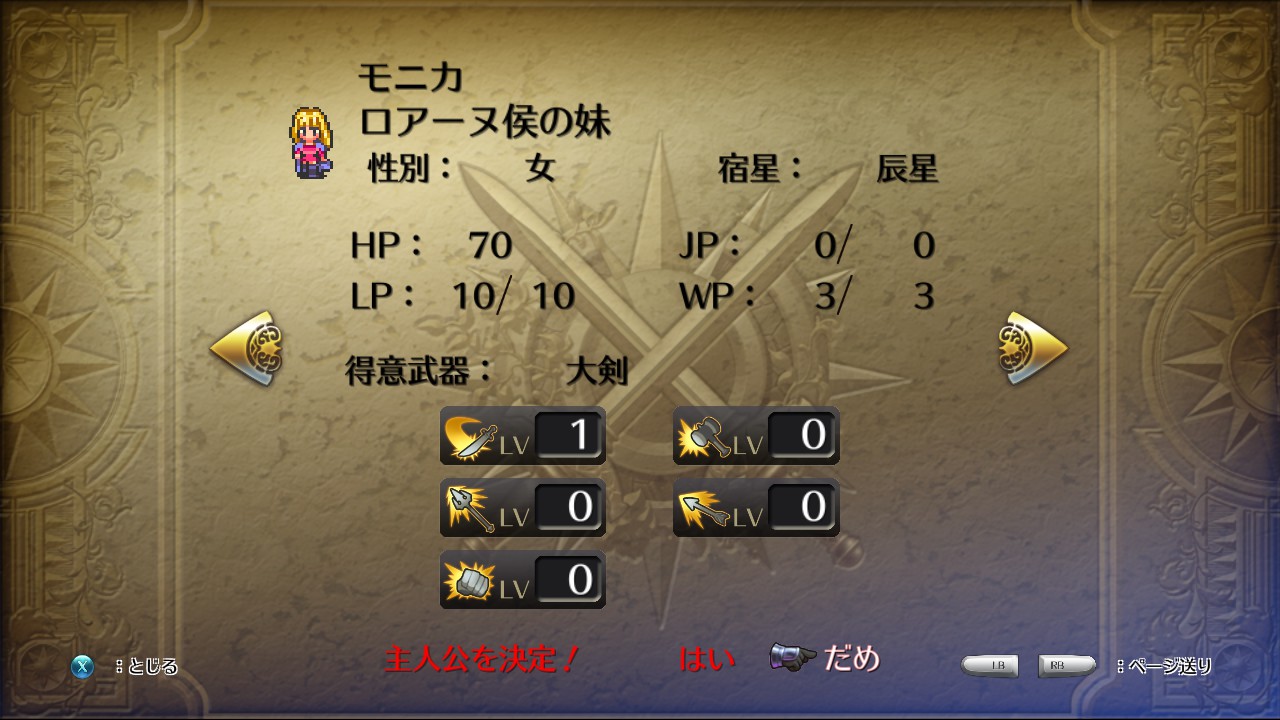 モニカ
ロアーヌ侯の妹
性別： 女 宿星： 辰星
HP： 70 JP： 0/ 0
LP： 10/ 10 WP： 3/ 3
得意武器： 大剣
LV 1 LV 0
LV 0 LV 0
LV 0
主人公を決定！ はい だめ
X ：とじる LB RB ：ページ送り